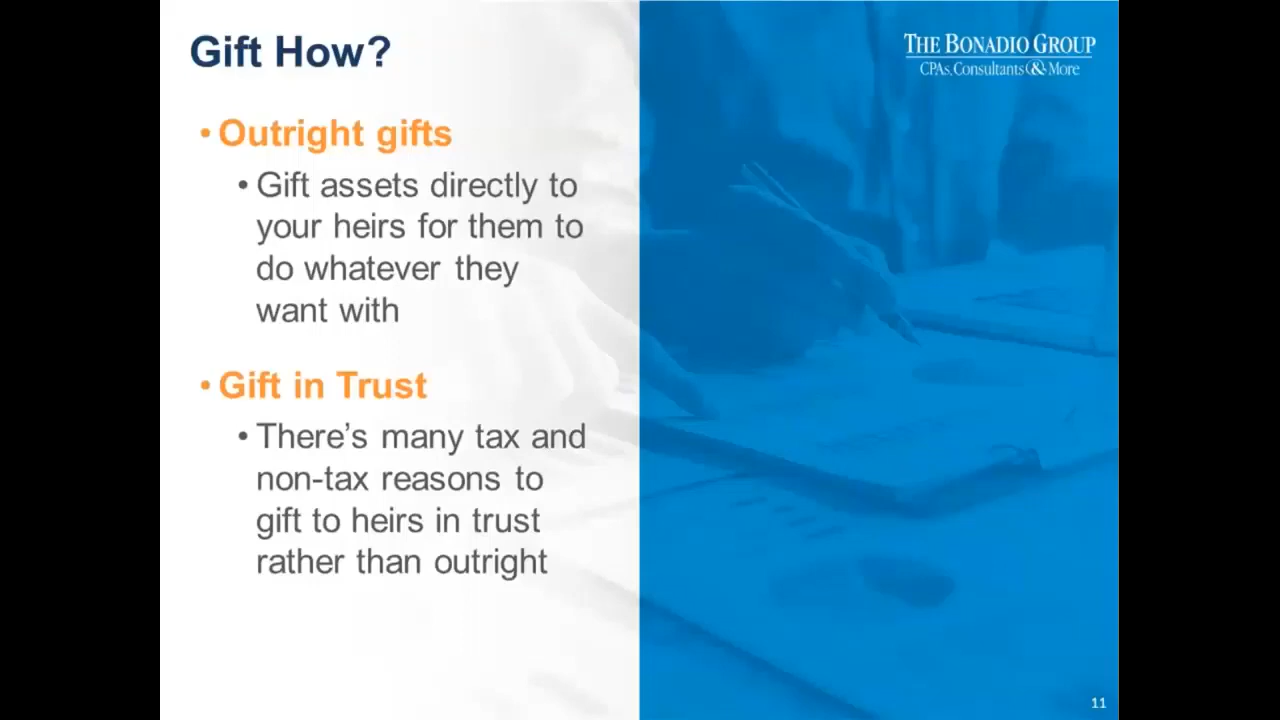 Gift How?
THE BONADIO GROUP
CPAs, Consultants & More
• Outright gifts
• Gift assets directly to
your heirs for them to
do whatever they
want with
• Gift in Trust
• There's many tax and
non-tax reasons to
gift to heirs in trust
rather than outright
11